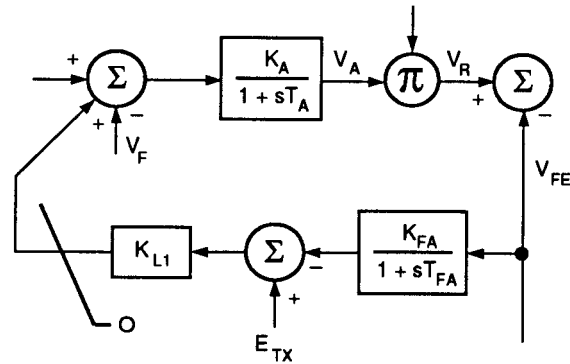 + Σ + −
V_F
K_A
1 + sT_A
V_A
π
V_R
+ Σ −
V_FE
K_L1
Σ − +
K_FA
1 + sT_FA
E_TX
O